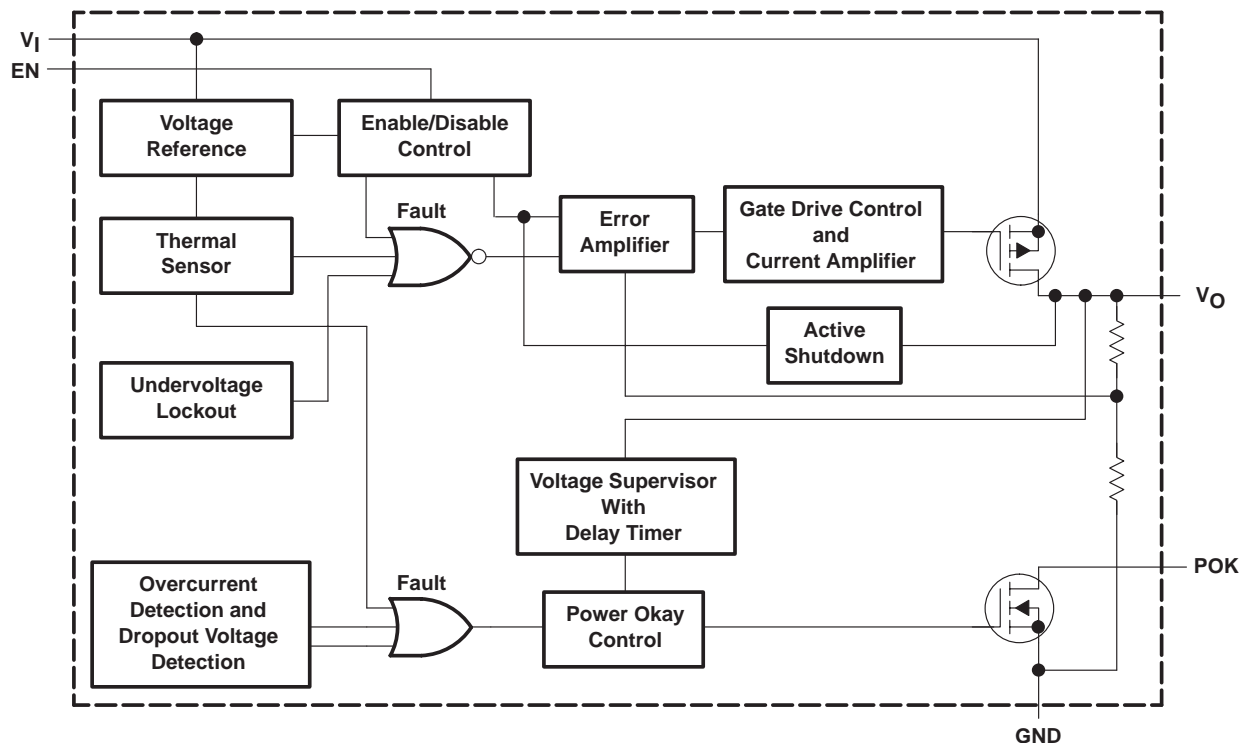 VI
EN
Voltage
Reference
Enable/Disable
Control
Fault
Thermal
Sensor
Error
Amplifier
Gate Drive Control
and
Current Amplifier
VO
Active
Shutdown
Undervoltage
Lockout
Voltage Supervisor
With
Delay Timer
Overcurrent
Detection and
Dropout Voltage
Detection
Fault
Power Okay
Control
POK
GND